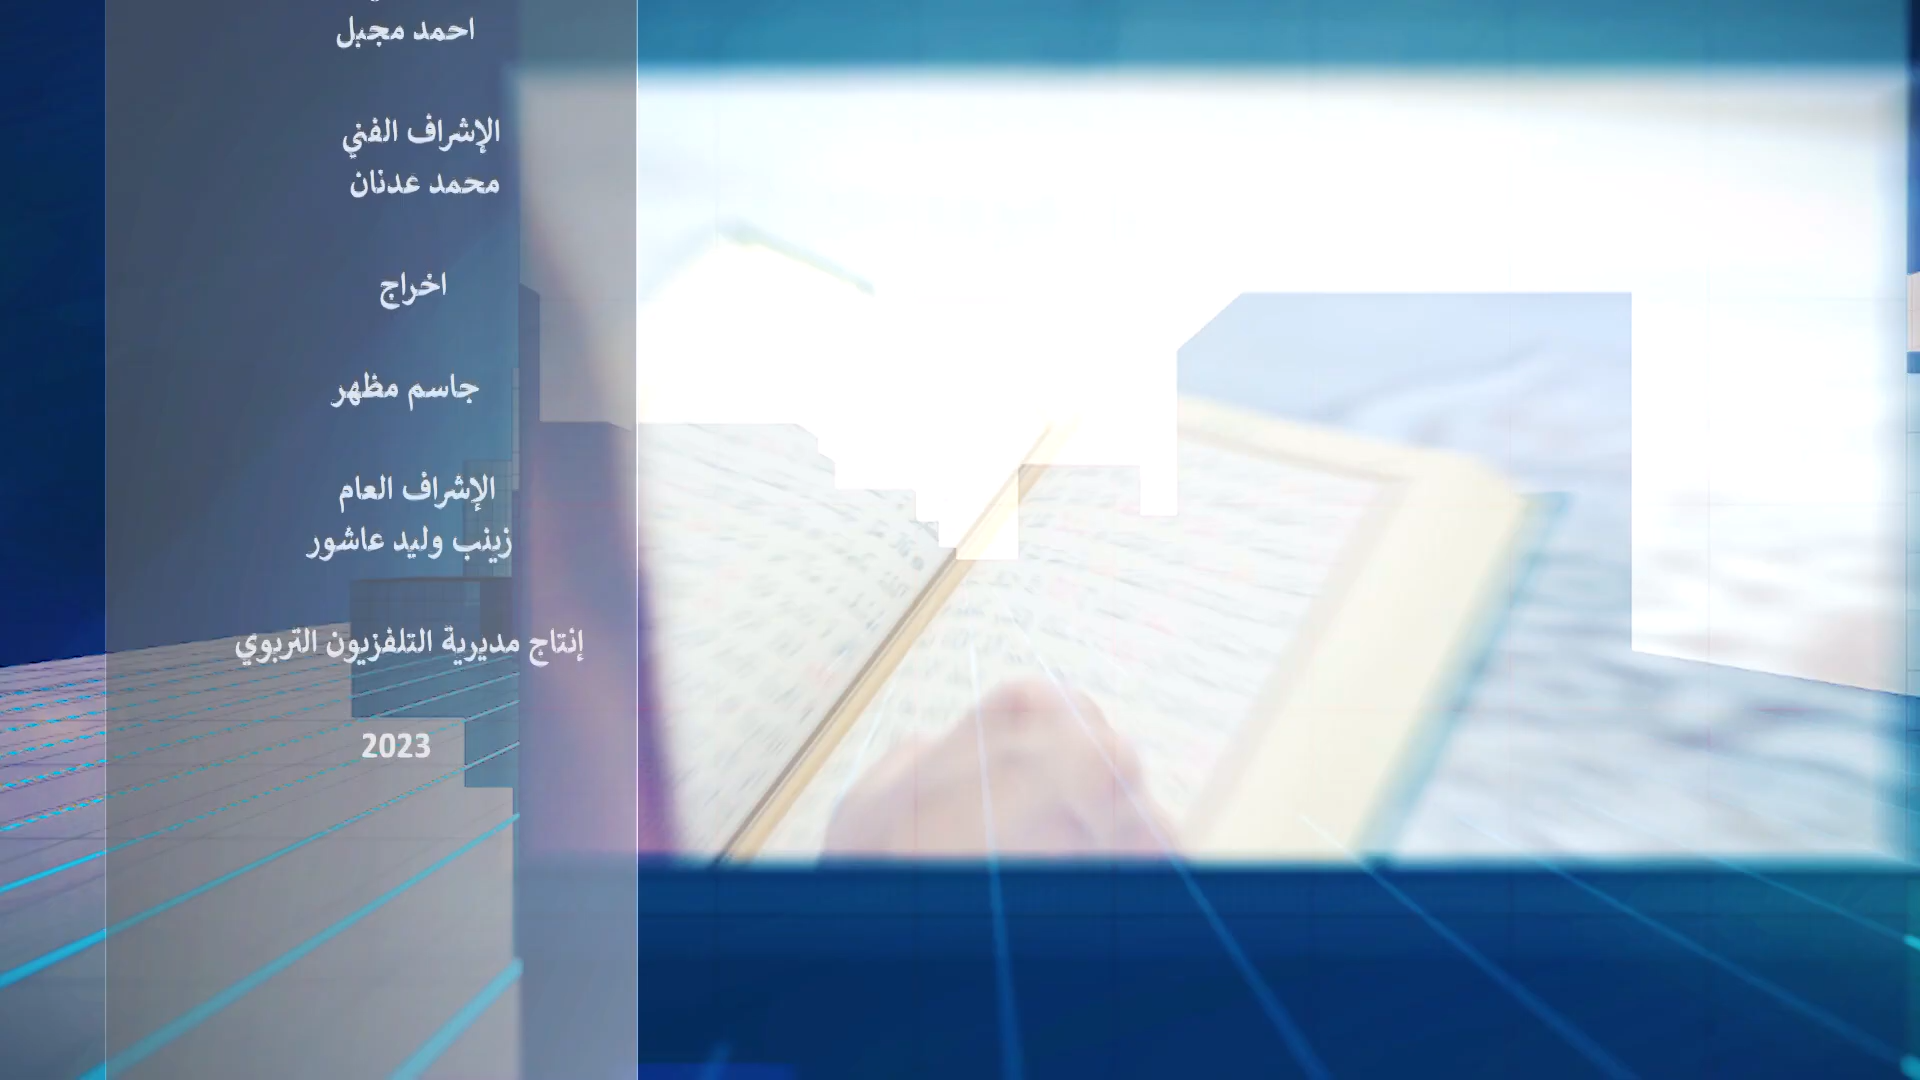 احمد مجبل
الإشراف الفني
محمد عدنان
اخراج
جاسم مظهر
الإشراف العام
زينب وليد عاشور
إنتاج مديرية التلفزيون التربوي
2023